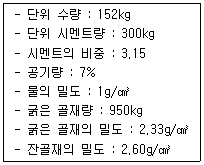 - 단위 수량 : 152kg
- 단위 시멘트량 : 300kg
- 시멘트의 비중 : 3.15
- 공기량 : 7%
- 물의 밀도 : 1g/㎤
- 굵은 골재량 : 950kg
- 굵은 골재의 밀도 : 2.33g/㎤
- 잔골재의 밀도 : 2.60g/㎤